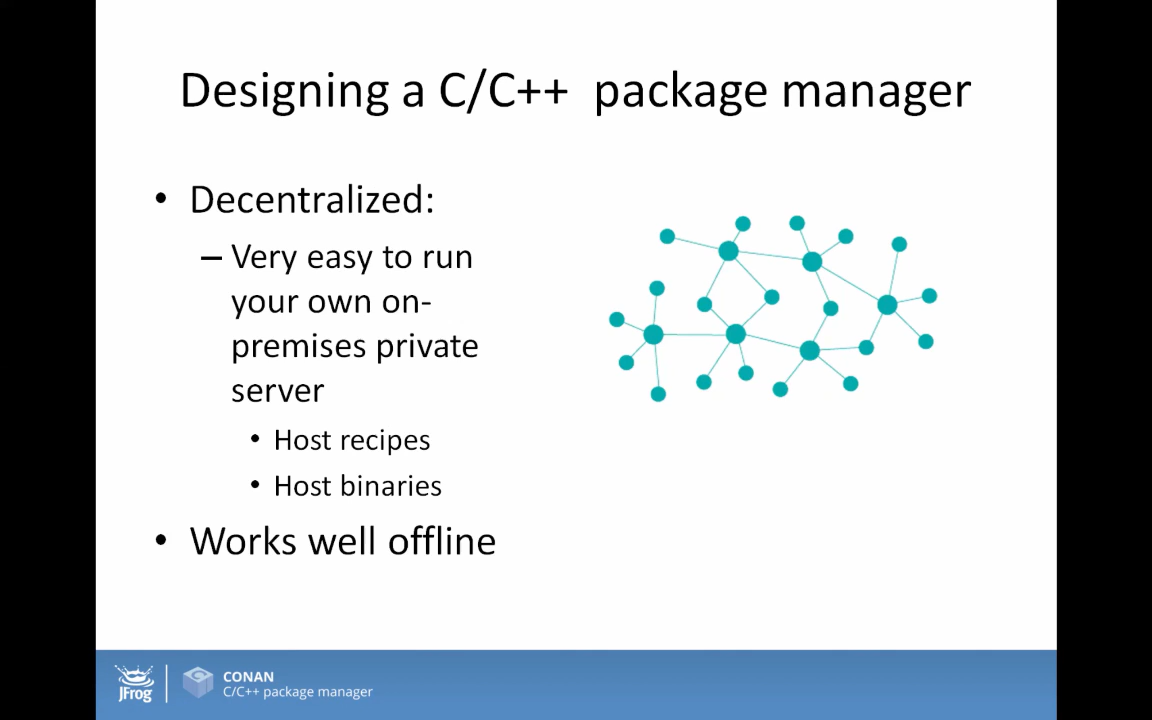 Designing a C/C++ package manager
• Decentralized:
– Very easy to run
your own on-
premises private
server
• Host recipes
• Host binaries
• Works well offline
JFrog
CONAN
C/C++ package manager